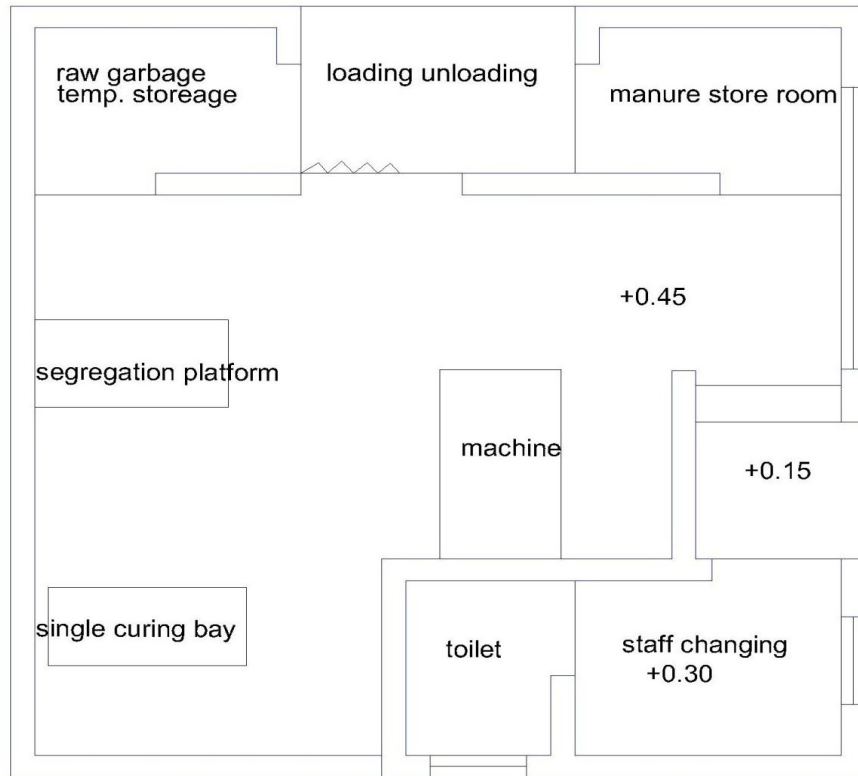 raw garbage
temp. storeage
loading unloading
manure store room
+0.45
segregation platform
machine
+0.15
single curing bay
toilet
staff changing
+0.30